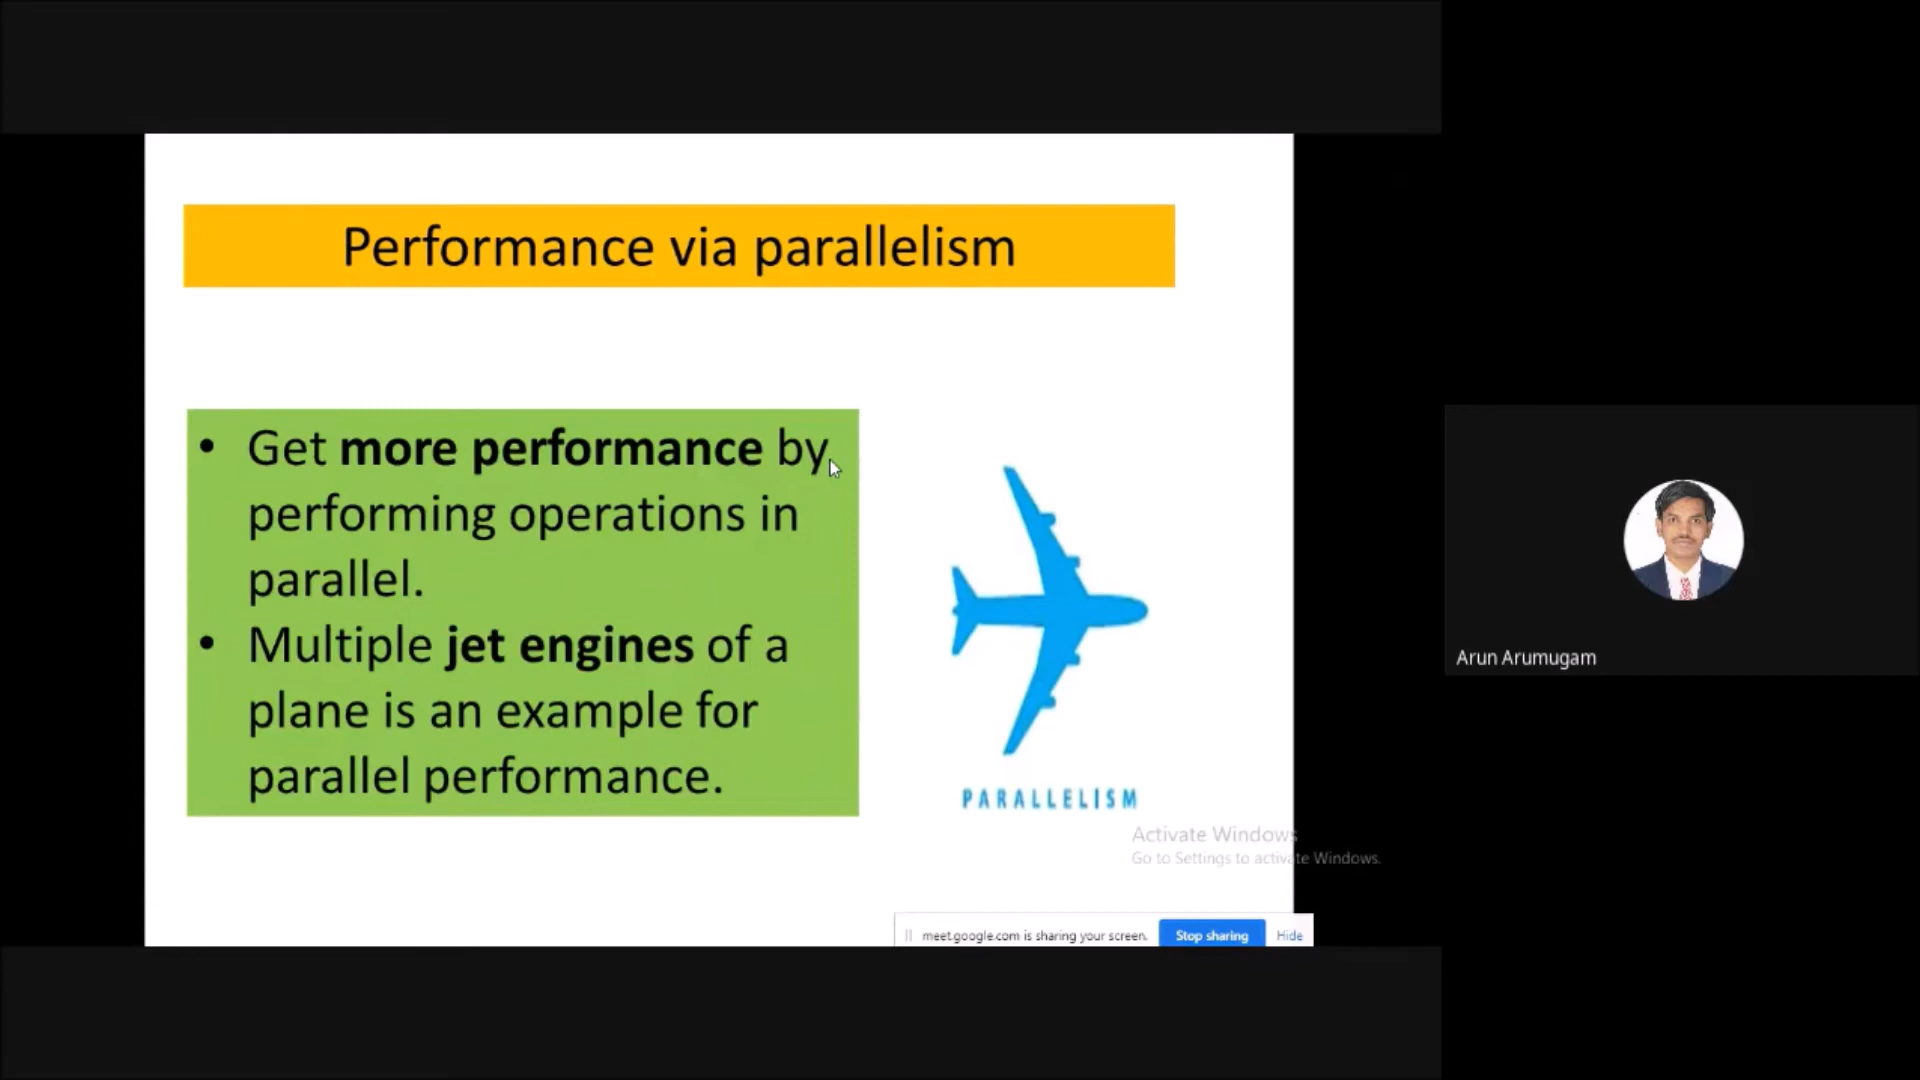 Performance via parallelism
• Get more performance by
performing operations in
parallel.
• Multiple jet engines of a
plane is an example for
parallel performance.
PARALLELISM
Activate Windows
Go to Settings to activate Windows.
meet.google.com is sharing your screen.
Stop sharing
Hide
Arun Arumugam